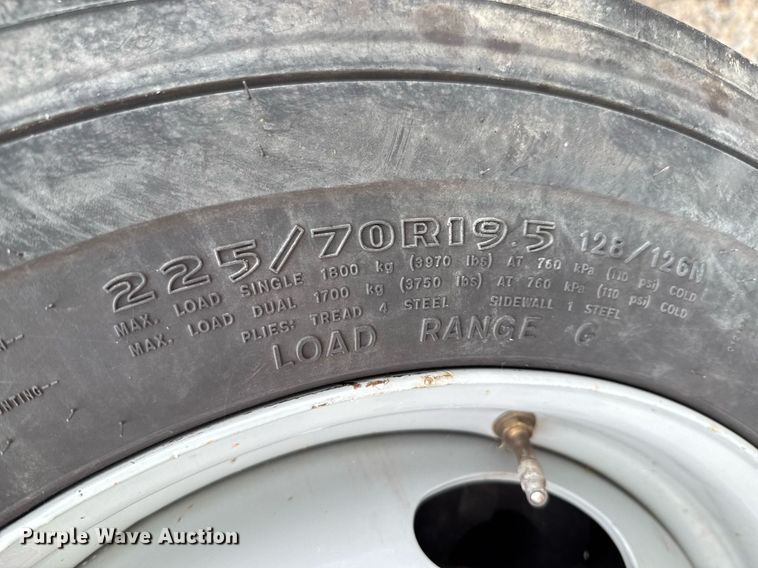 225/70R19.5 128/126N
MAX. LOAD SINGLE 1800 kg (3970 lbs) AT 760 kPa (110 psi) COLD
MAX. LOAD DUAL 1700 kg (3750 lbs) AT 760 kPa (110 psi) COLD
PLIES: TREAD 4 STEEL SIDEWALL 1 STEEL
LOAD RANGE G
Purple Wave Auction